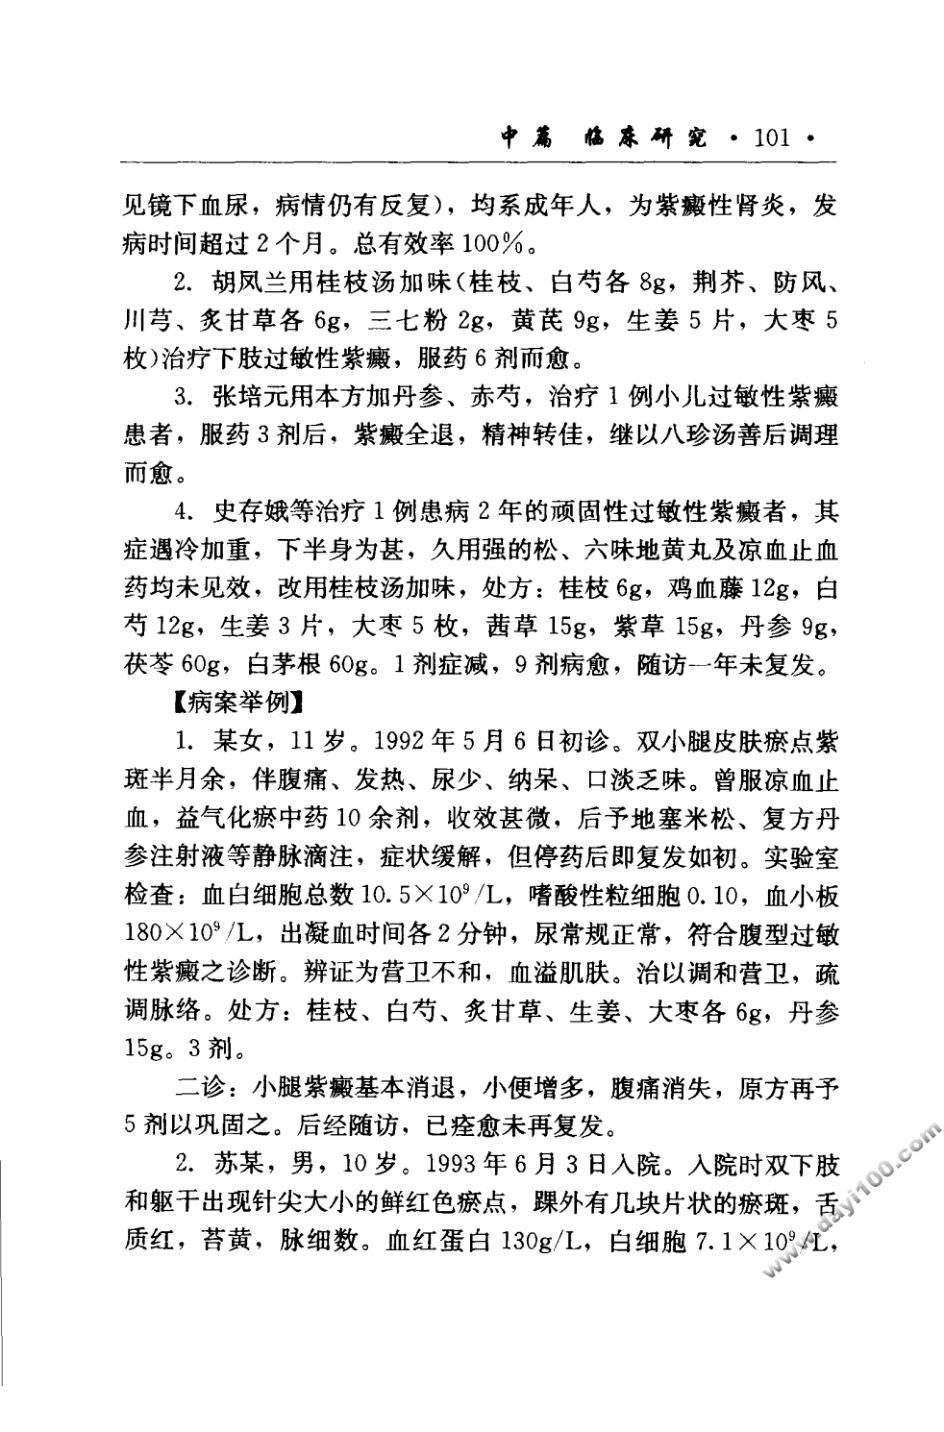 中篇 临床研究 · 101 ·
见镜下血尿，病情仍有反复），均系成年人，为紫癜性肾炎，发
病时间超过 2 个月。总有效率 100%。
2. 胡凤兰用桂枝汤加味（桂枝、白芍各 8g，荆芥、防风、
川芎、炙甘草各 6g，三七粉 2g，黄芪 9g，生姜 5 片，大枣 5
枚）治疗下肢过敏性紫癜，服药 6 剂而愈。
3. 张培元用本方加丹参、赤芍，治疗 1 例小儿过敏性紫癜
患者，服药 3 剂后，紫癜全退，精神转佳，继以八珍汤善后调理
而愈。
4. 史存娥等治疗 1 例患病 2 年的顽固性过敏性紫癜者，其
症遇冷加重，下半身为甚，久用强的松、六味地黄丸及凉血止血
药均未见效，改用桂枝汤加味，处方：桂枝 6g，鸡血藤 12g，白
芍 12g，生姜 3 片，大枣 5 枚，茜草 15g，紫草 15g，丹参 9g，
茯苓 60g，白茅根 60g。1 剂症减，9 剂病愈，随访一年未复发。
【病案举例】
1. 某女，11 岁。1992 年 5 月 6 日初诊。双小腿皮肤瘀点紫
斑半月余，伴腹痛、发热、尿少、纳呆、口淡乏味。曾服凉血止
血，益气化瘀中药 10 余剂，收效甚微，后予地塞米松、复方丹
参注射液等静脉滴注，症状缓解，但停药后即复发如初。实验室
检查：血白细胞总数 10.5×10⁹/L，嗜酸性粒细胞 0.10，血小板
180×10⁹/L，出凝血时间各 2 分钟，尿常规正常，符合腹型过敏
性紫癜之诊断。辨证为营卫不和，血溢肌肤。治以调和营卫，疏
调脉络。处方：桂枝、白芍、炙甘草、生姜、大枣各 6g，丹参
15g。3 剂。
二诊：小腿紫癜基本消退，小便增多，腹痛消失，原方再予
5 剂以巩固之。后经随访，已痊愈未再复发。
2. 苏某，男，10 岁。1993 年 6 月 3 日入院。入院时双下肢
和躯干出现针尖大小的鲜红色瘀点，踝外有几块片状的瘀斑，舌
质红，苔黄，脉细数。血红蛋白 130g/L，白细胞 7.1×10⁹/L，
www.dayi100.com